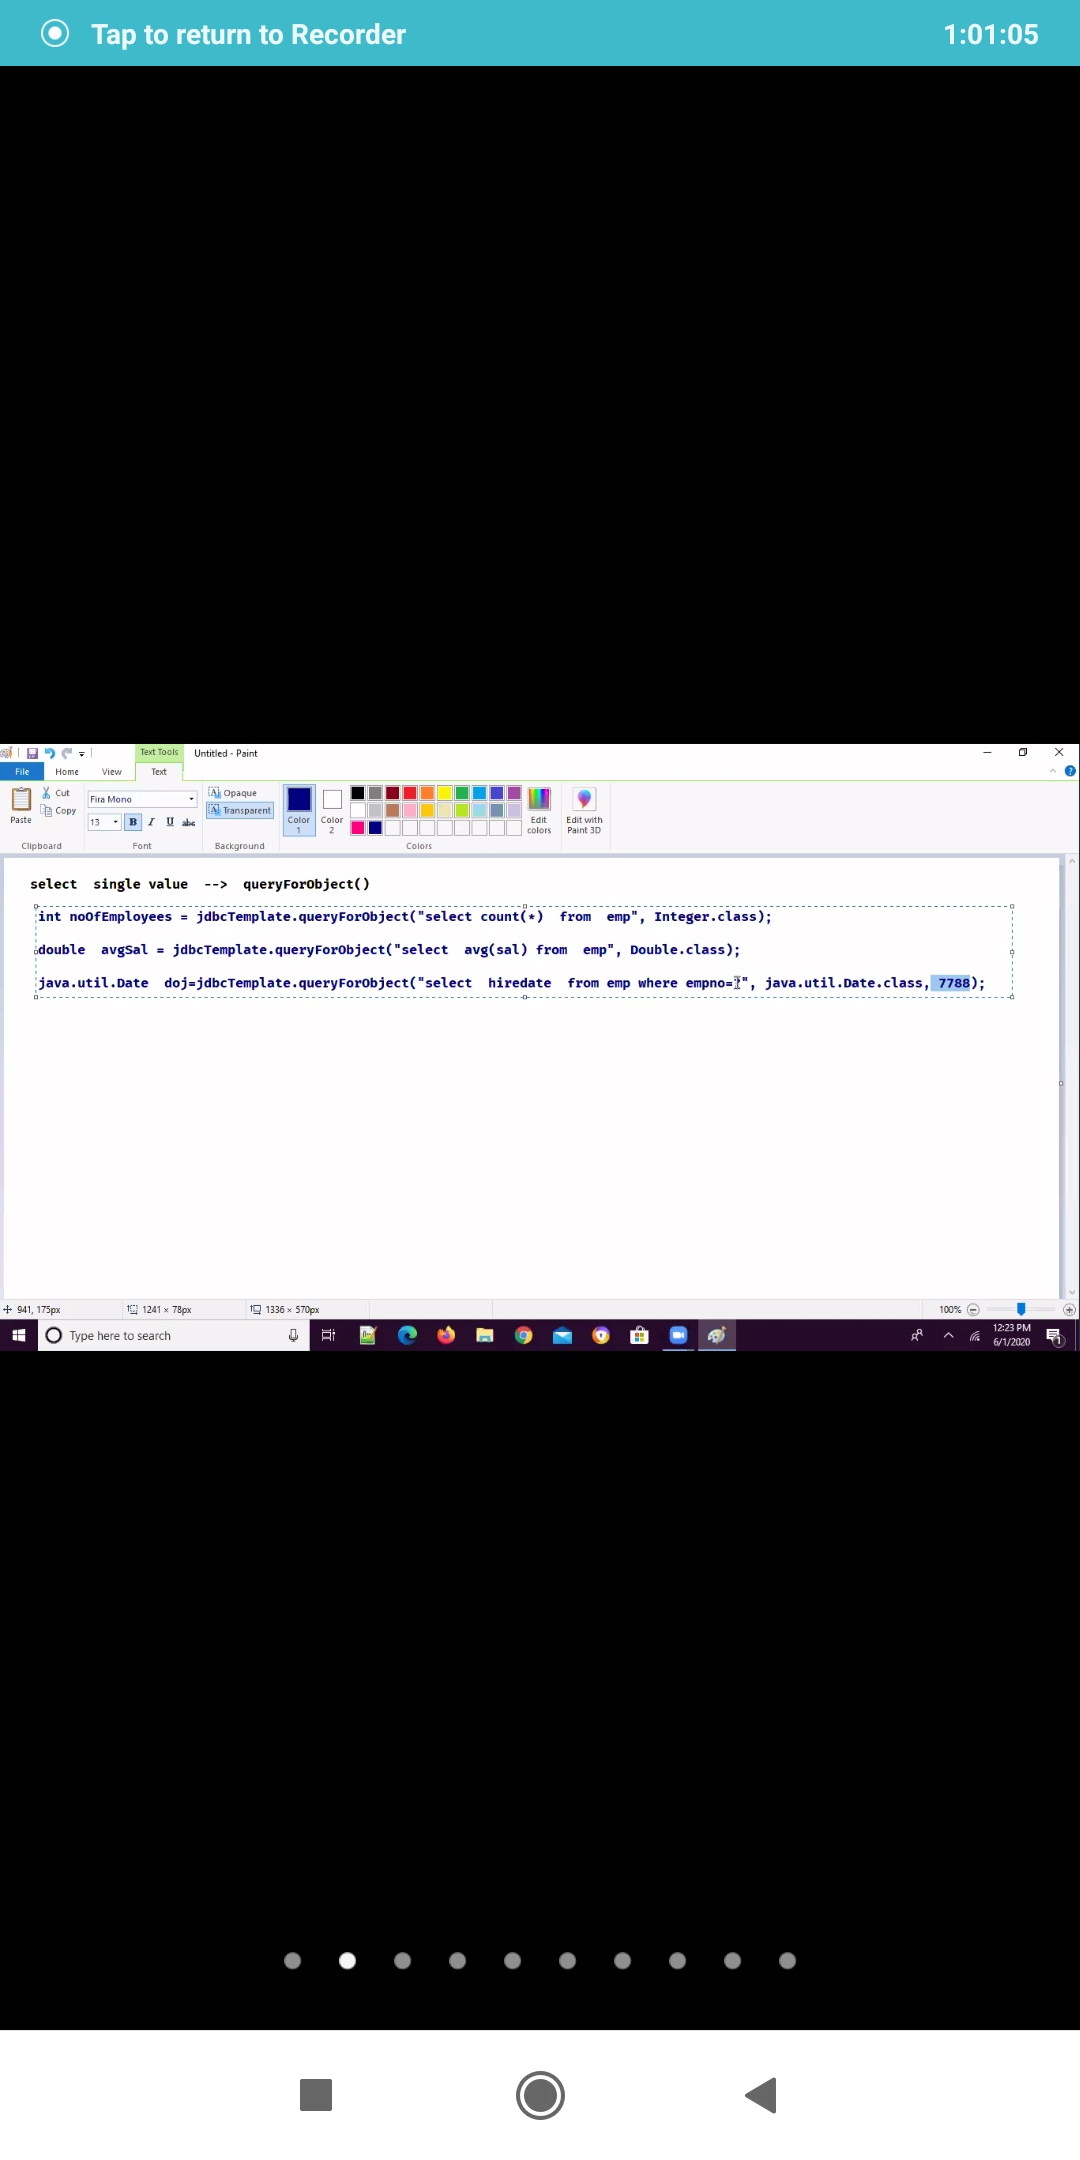 Tap to return to Recorder 1:01:05
Text Tools Untitled - Paint
File Home View Text
Paste Cut Copy
Fira Mono
13 B I U abc
Opaque
Transparent
Color 1 Color 2
Edit colors
Edit with Paint 3D
Clipboard Font Background Colors
select single value --> queryForObject()
int noOfEmployees = jdbcTemplate.queryForObject("select count(*) from emp", Integer.class);
double avgSal = jdbcTemplate.queryForObject("select avg(sal) from emp", Double.class);
java.util.Date doj=jdbcTemplate.queryForObject("select hiredate from emp where empno=?", java.util.Date.class, 7788);
941, 175px 1241 × 78px 1336 × 570px 100%
Type here to search
12:23 PM
6/1/2020
1